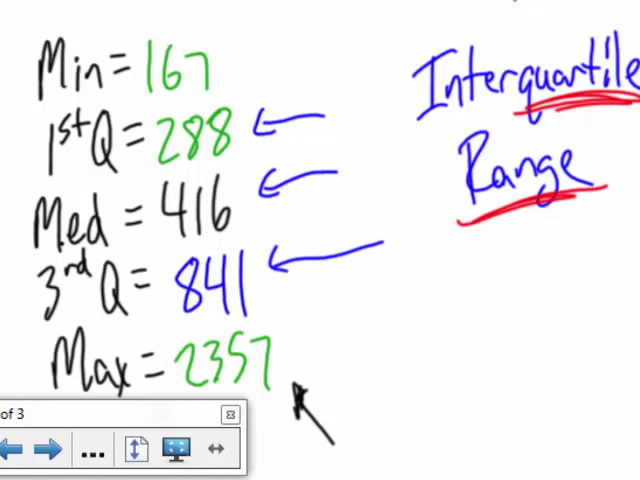 Min = 167
1st Q = 288
Med = 416
3rd Q = 841
Max = 2357
Interquartile
Range
of 3
...